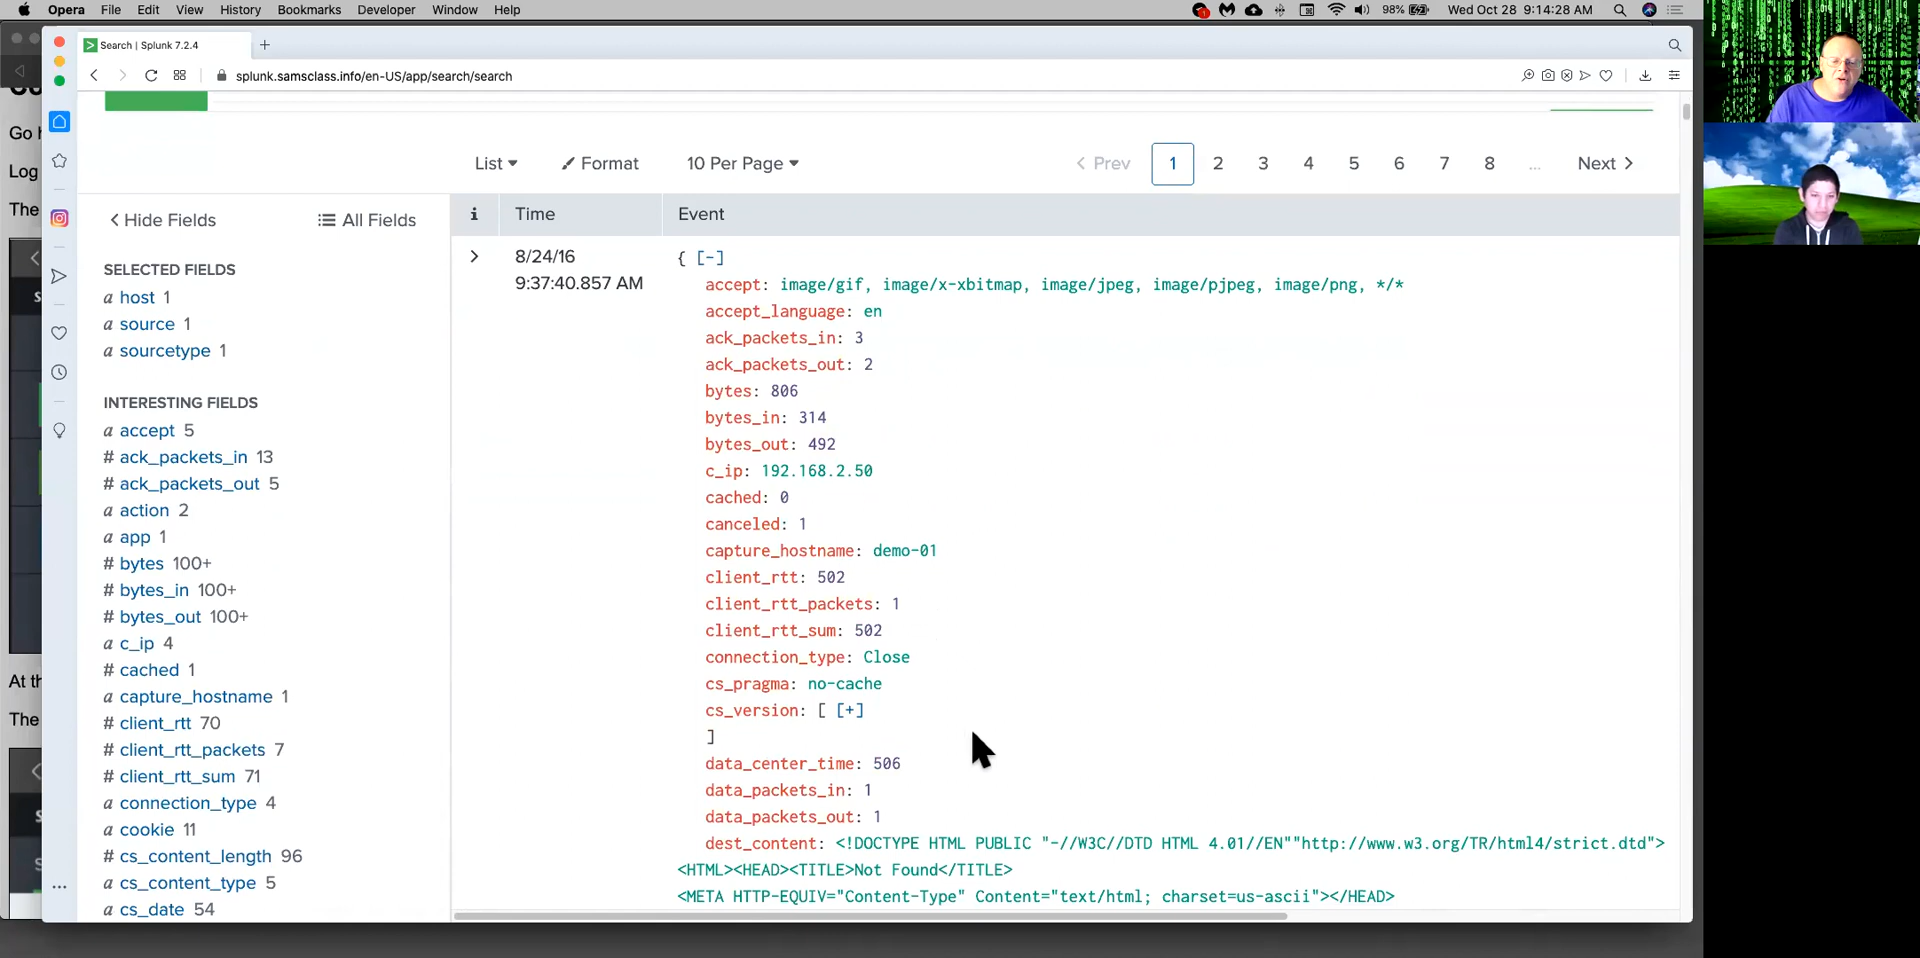 Opera File Edit View History Bookmarks Developer Window Help 98% Wed Oct 28 9:14:28 AM
Search | Splunk 7.2.4
splunk.samsclass.info/en-US/app/search/search
Go
Log
The
At th
The
List Format 10 Per Page Prev 1 2 3 4 5 6 7 8 ... Next
Hide Fields All Fields
i Time Event
SELECTED FIELDS
a host 1
a source 1
a sourcetype 1
INTERESTING FIELDS
a accept 5
# ack_packets_in 13
# ack_packets_out 5
a action 2
a app 1
# bytes 100+
# bytes_in 100+
# bytes_out 100+
a c_ip 4
# cached 1
a capture_hostname 1
# client_rtt 70
# client_rtt_packets 7
# client_rtt_sum 71
a connection_type 4
a cookie 11
# cs_content_length 96
a cs_content_type 5
a cs_date 54
8/24/16
9:37:40.857 AM
{ [-]
accept: image/gif, image/x-xbitmap, image/jpeg, image/pjpeg, image/png, */*
accept_language: en
ack_packets_in: 3
ack_packets_out: 2
bytes: 806
bytes_in: 314
bytes_out: 492
c_ip: 192.168.2.50
cached: 0
canceled: 1
capture_hostname: demo-01
client_rtt: 502
client_rtt_packets: 1
client_rtt_sum: 502
connection_type: Close
cs_pragma: no-cache
cs_version: [ [+]
]
data_center_time: 506
data_packets_in: 1
data_packets_out: 1
dest_content: <!DOCTYPE HTML PUBLIC "-//W3C//DTD HTML 4.01//EN""http://www.w3.org/TR/html4/strict.dtd">
<HTML><HEAD><TITLE>Not Found</TITLE>
<META HTTP-EQUIV="Content-Type" Content="text/html; charset=us-ascii"></HEAD>